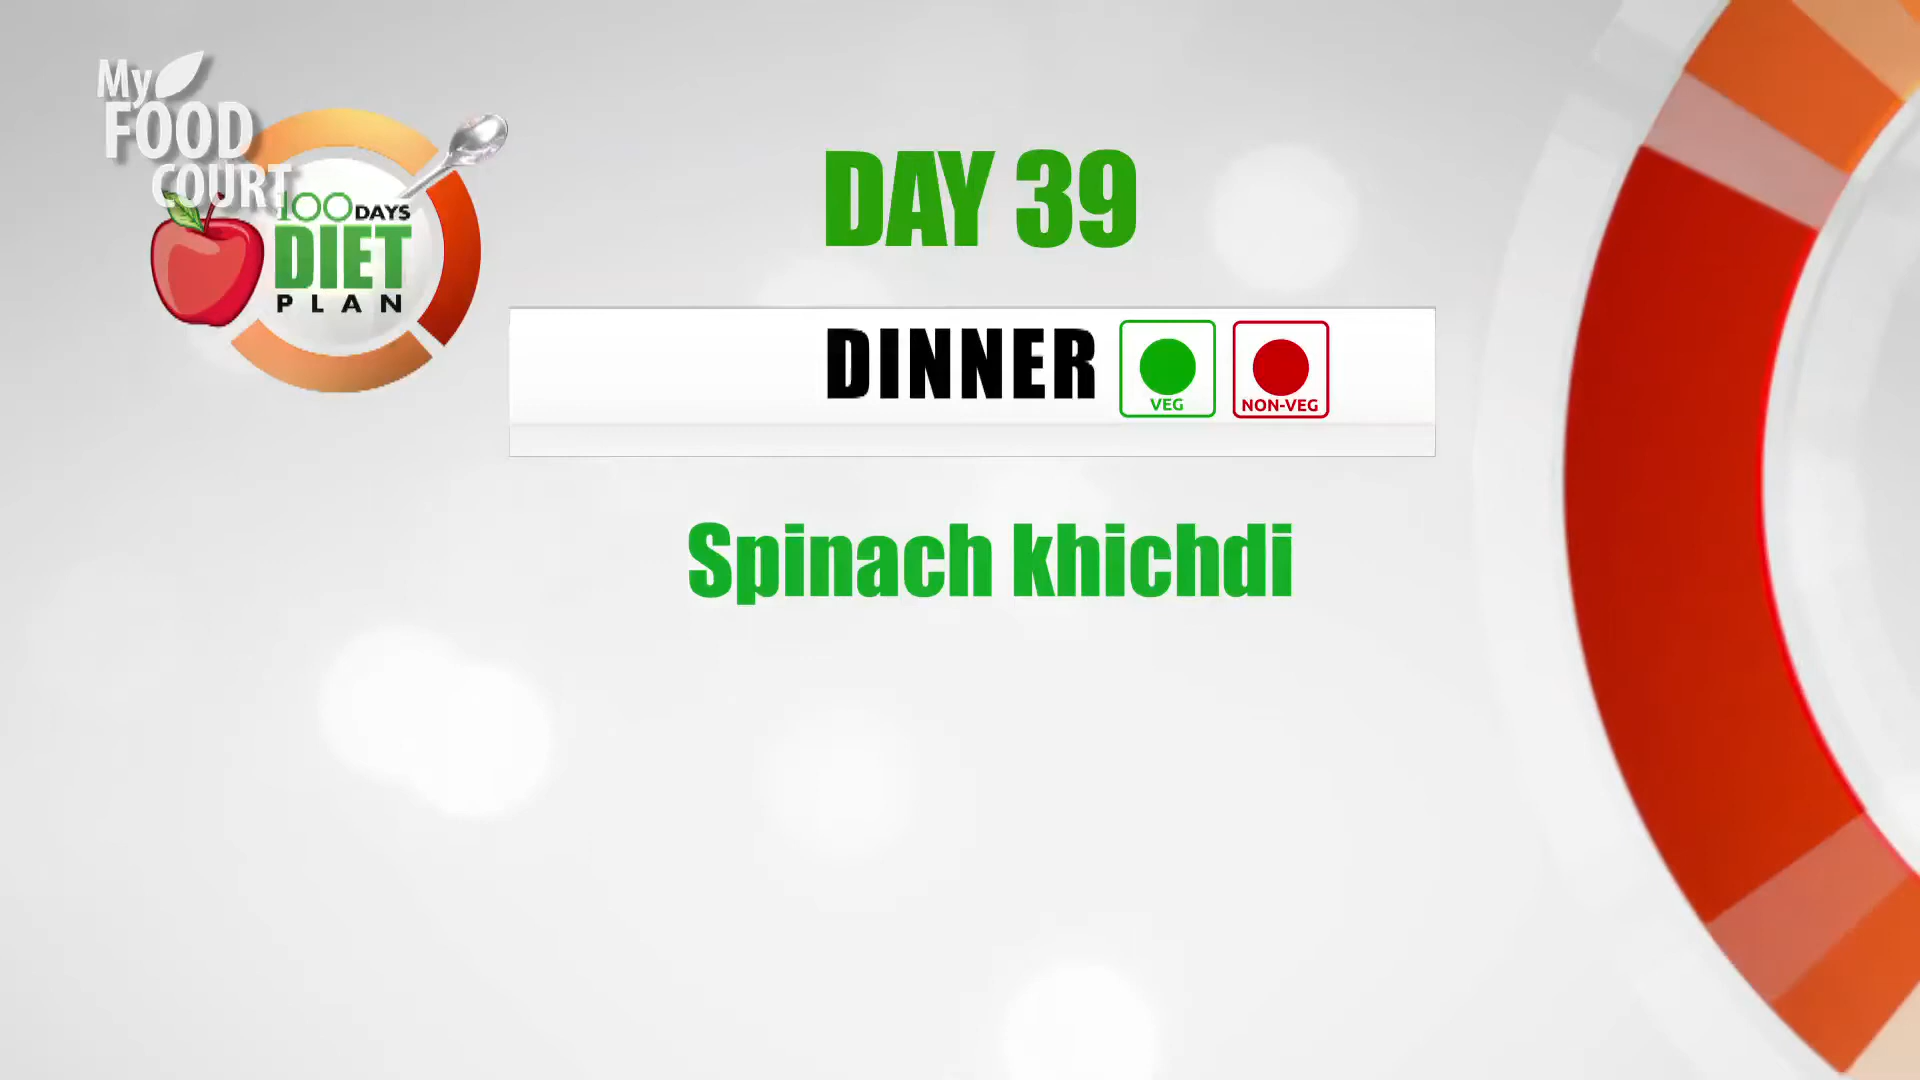 My
FOOD
COURT
100 DAYS
DIET
PLAN
DAY 39
DINNER
VEG
NON-VEG
Spinach khichdi